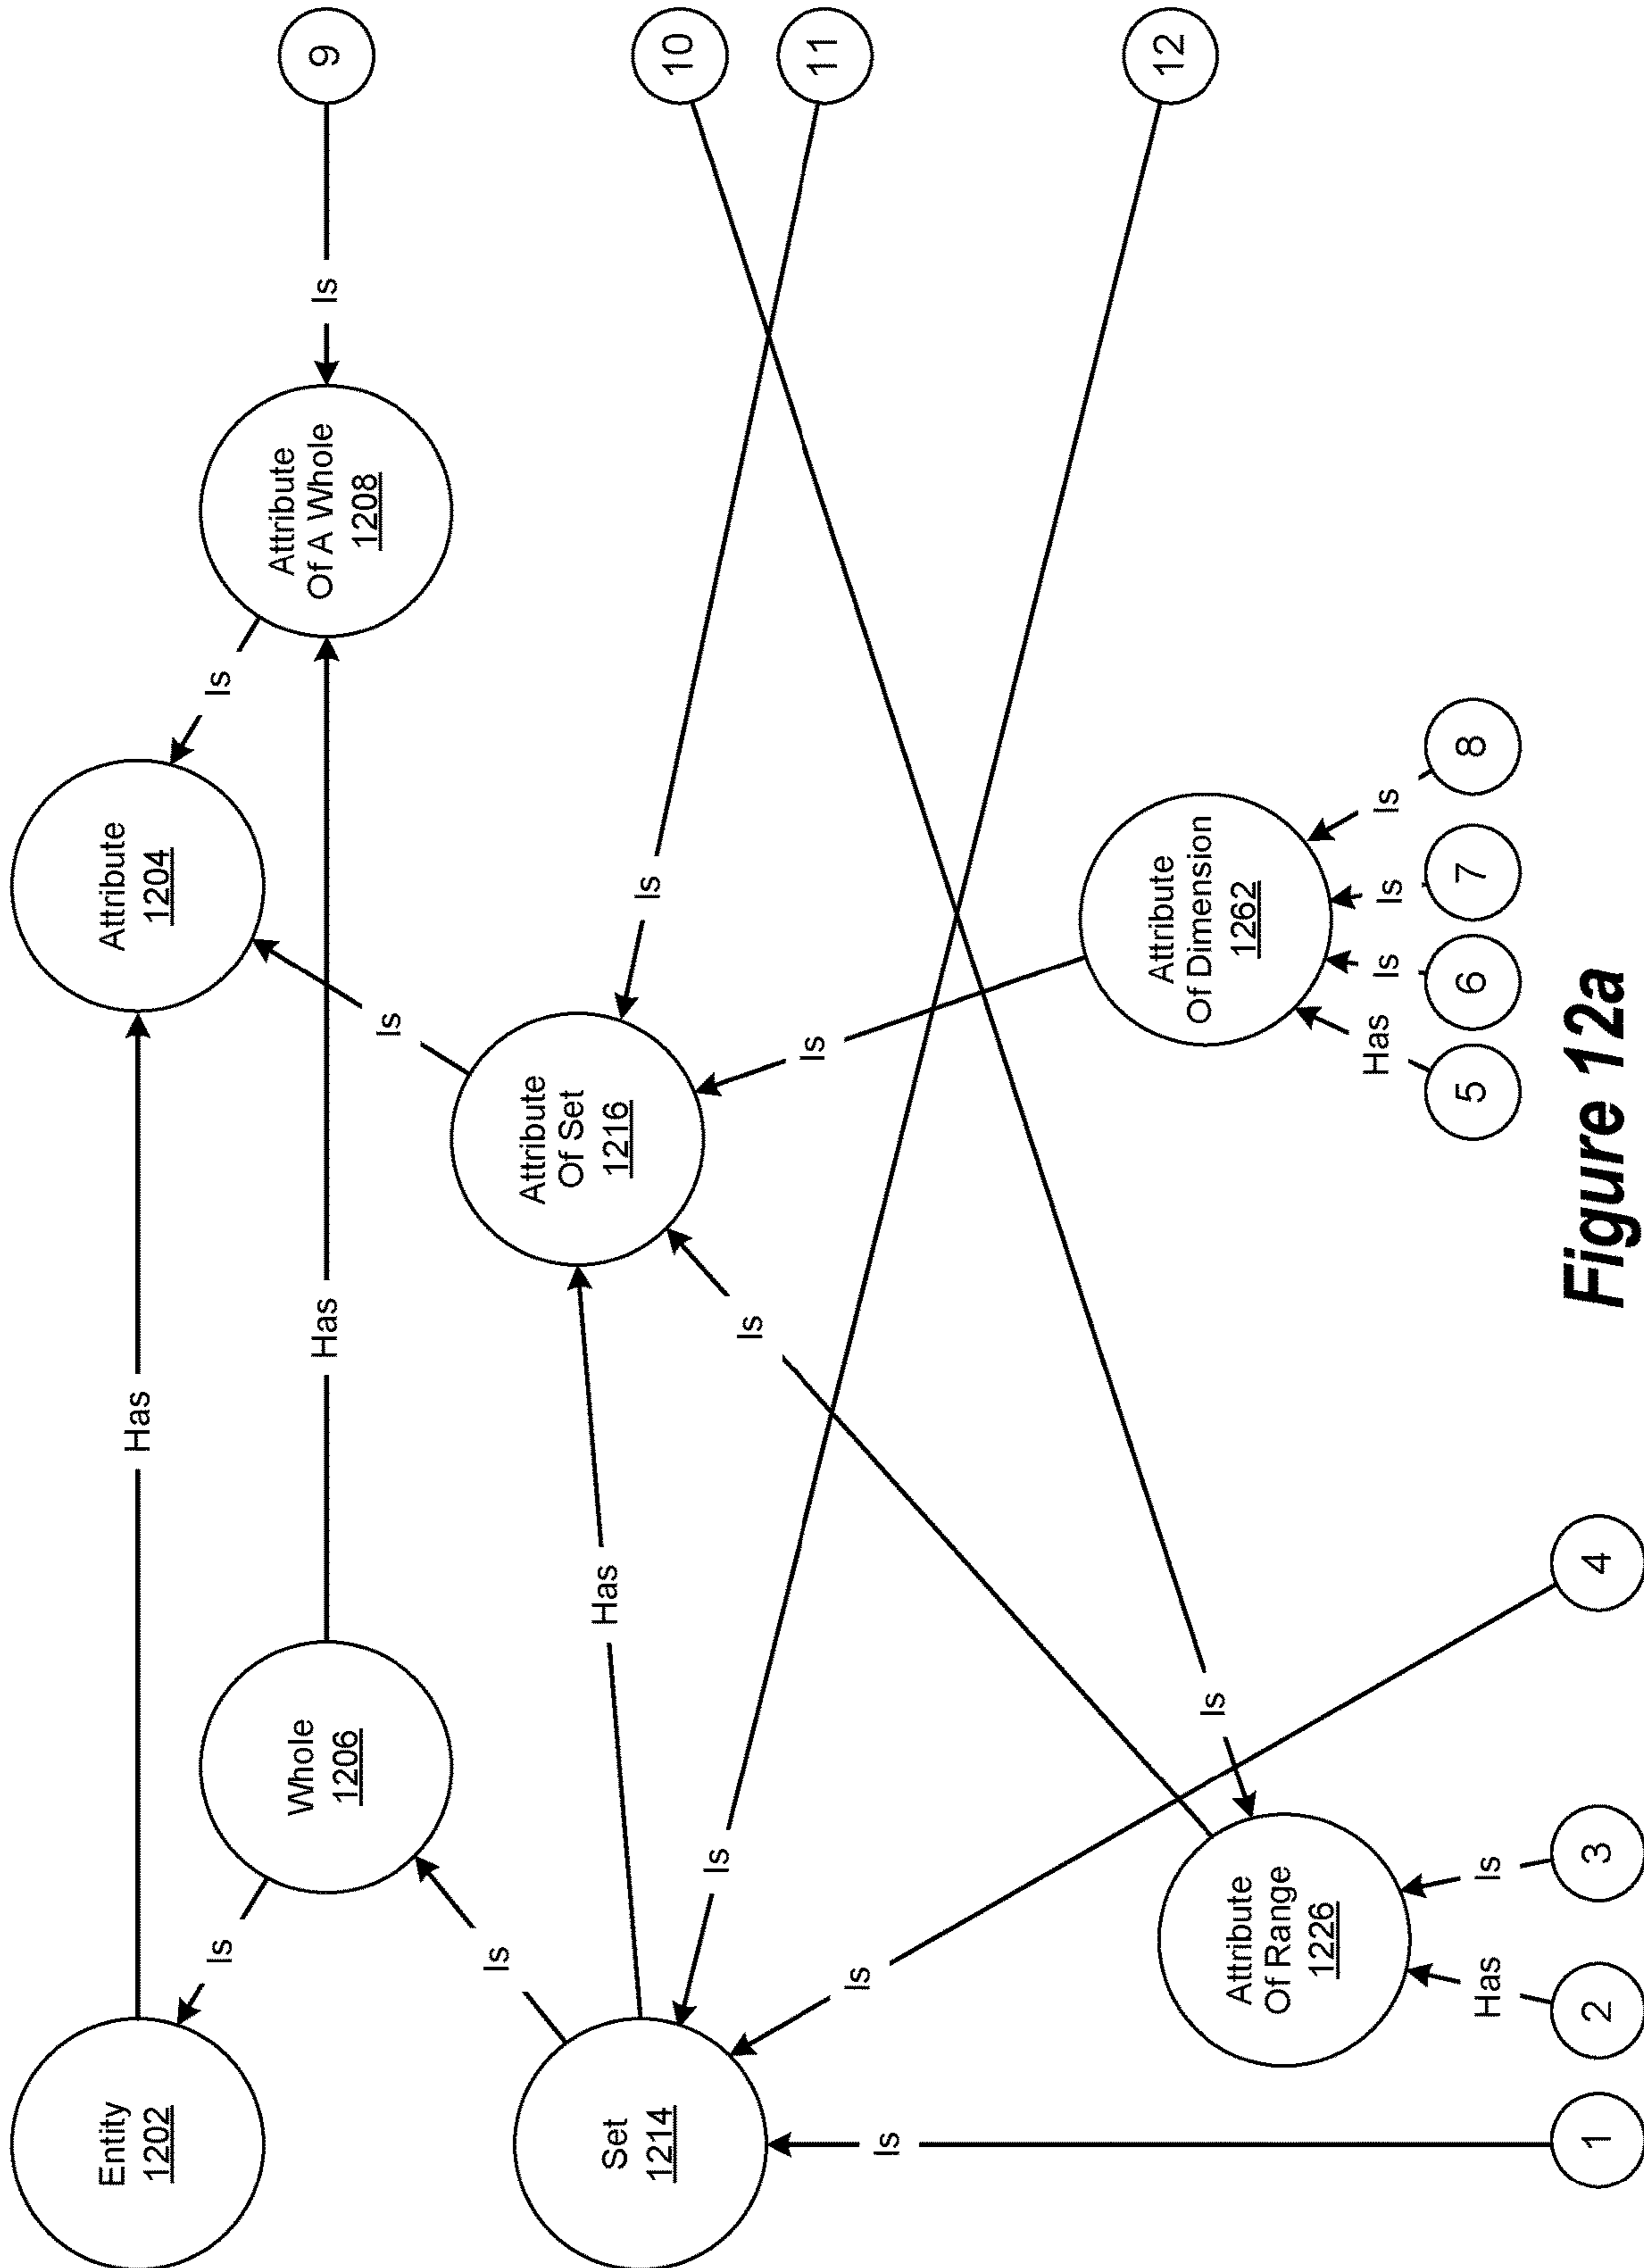 Entity
1202
Has
Attribute
1204
Is
Whole
1206
Has
Is
Attribute
Of A Whole
1208
Is
9
Is
Is
Set
1214
Has
Attribute
Of Set
1216
Is
10
11
Is
Is
Is
12
Is
Is
Attribute
Of Range
1226
Is
Attribute
Of Dimension
1262
Is
Has
Is
Has
Is
Is
Is
1
2
3
4
5
6
7
8
Figure 12a